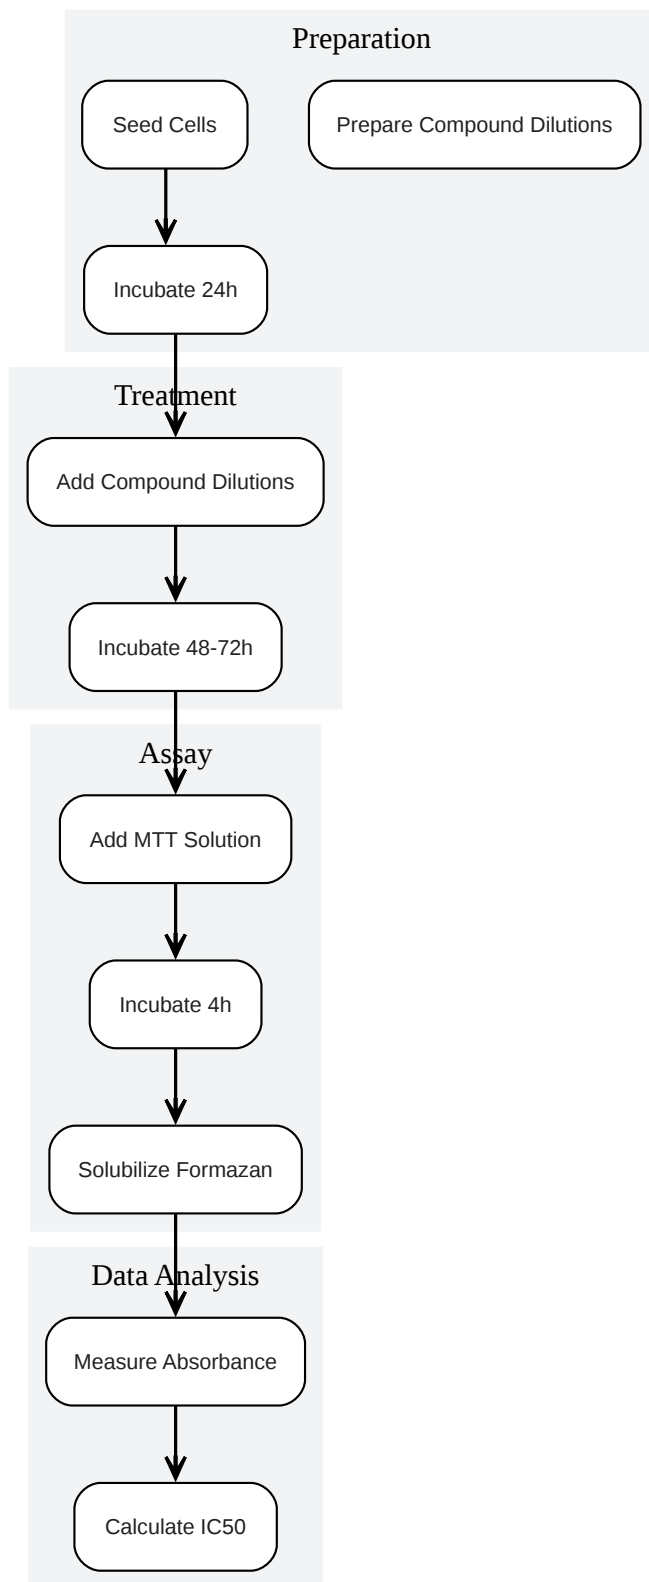 Preparation
Seed Cells
Prepare Compound Dilutions
Incubate 24h
Treatment
Add Compound Dilutions
Incubate 48-72h
Assay
Add MTT Solution
Incubate 4h
Solubilize Formazan
Data Analysis
Measure Absorbance
Calculate IC50